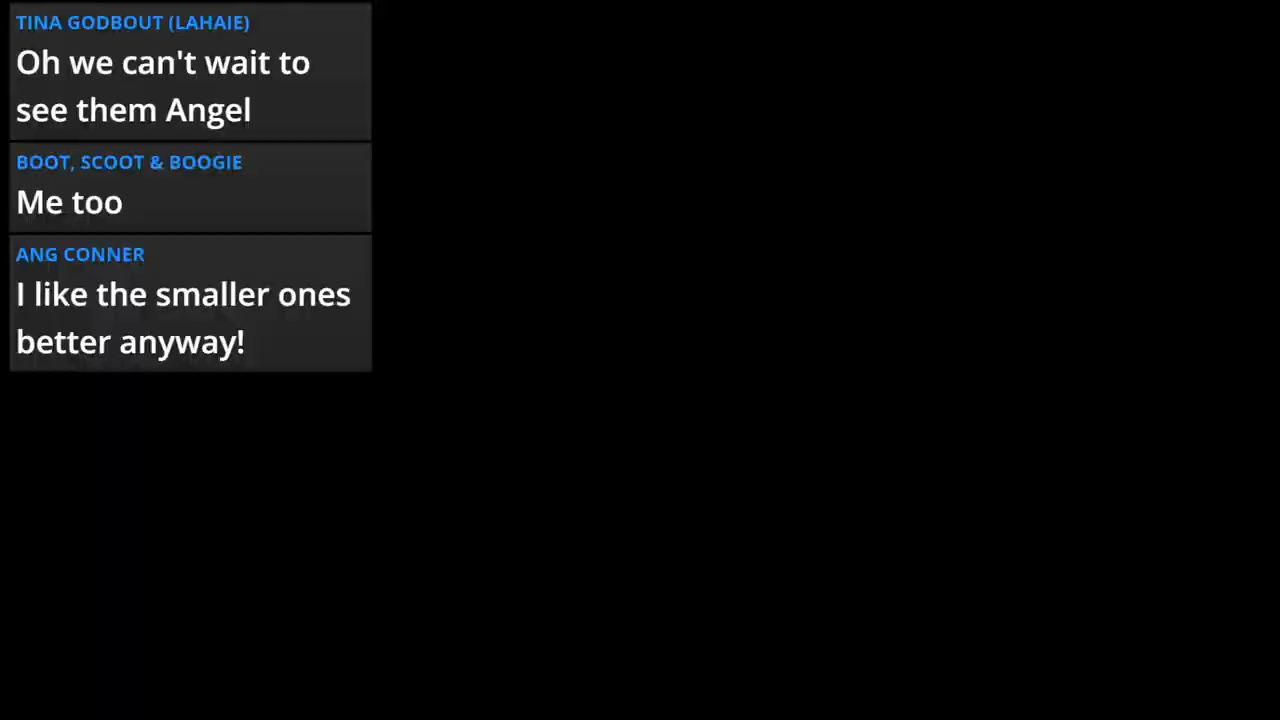 TINA GODBOUT (LAHAIE)
Oh we can't wait to
see them Angel
BOOT, SCOOT & BOOGIE
Me too
ANG CONNER
I like the smaller ones
better anyway!